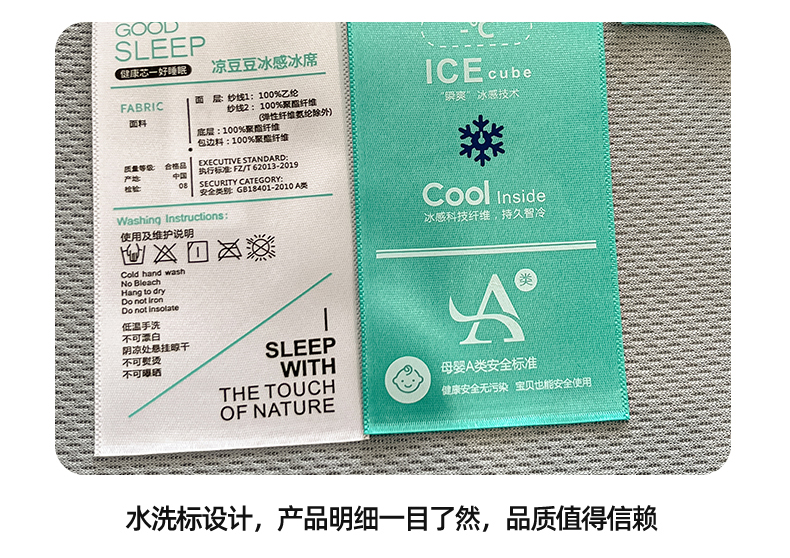 GOOD
SLEEP
健康芯一好睡眠
凉豆豆冰感冰席
FABRIC
面料
面 层: 纱线1: 100%乙纶
纱线2: 100%聚酯纤维
(弹性纤维氨纶除外)
底层: 100%聚酯纤维
包边料: 100%聚酯纤维
质量等级: 合格品
产地: 中国
检验: 08
EXECUTIVE STANDARD:
执行标准: FZ/T 62013-2019
SECURITY CATEGORY:
安全类别: GB18401-2010 A类
Washing Instructions:
使用及维护说明
Cold hand wash
No Bleach
Hang to dry
Do not iron
Do not insolate
低温手洗
不可漂白
阴凉处悬挂晾干
不可熨烫
不可曝晒
SLEEP
WITH
THE TOUCH
OF NATURE
-℃
ICE cube
“瞬爽”冰感技术
Cool Inside
冰感科技纤维,持久智冷
A类
母婴A类安全标准
健康安全无污染 宝贝也能安全使用
水洗标设计，产品明细一目了然，品质值得信赖